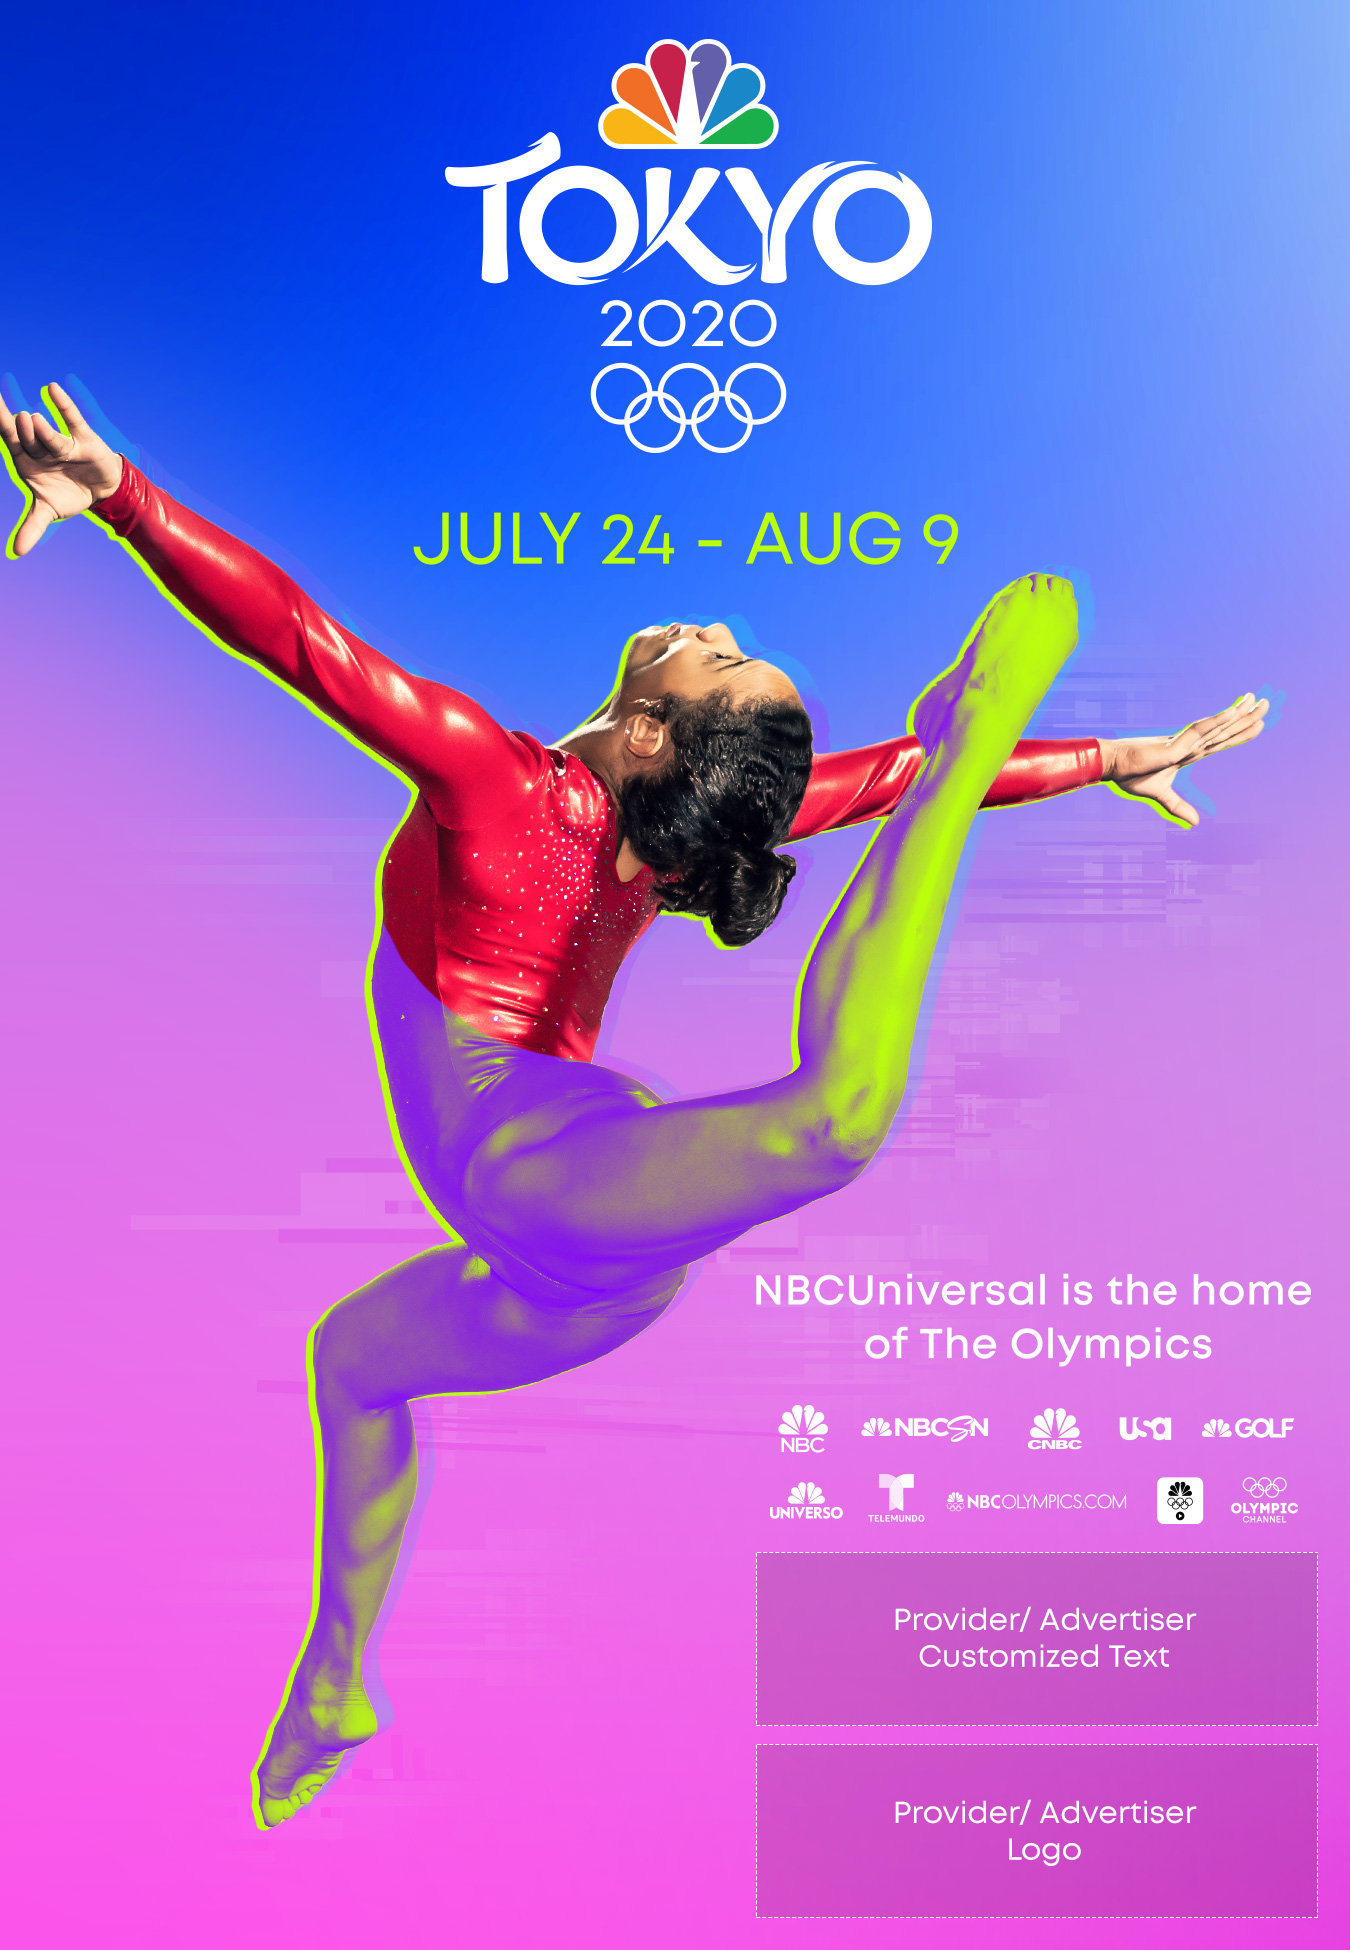 TOKYO
2020
JULY 24 - AUG 9
NBCUniversal is the home
of The Olympics
NBC
NBCSN
CNBC
USA
GOLF
UNIVERSO
TELEMUNDO
NBCOLYMPICS.COM
OLYMPIC
CHANNEL
Provider/ Advertiser
Customized Text
Provider/ Advertiser
Logo